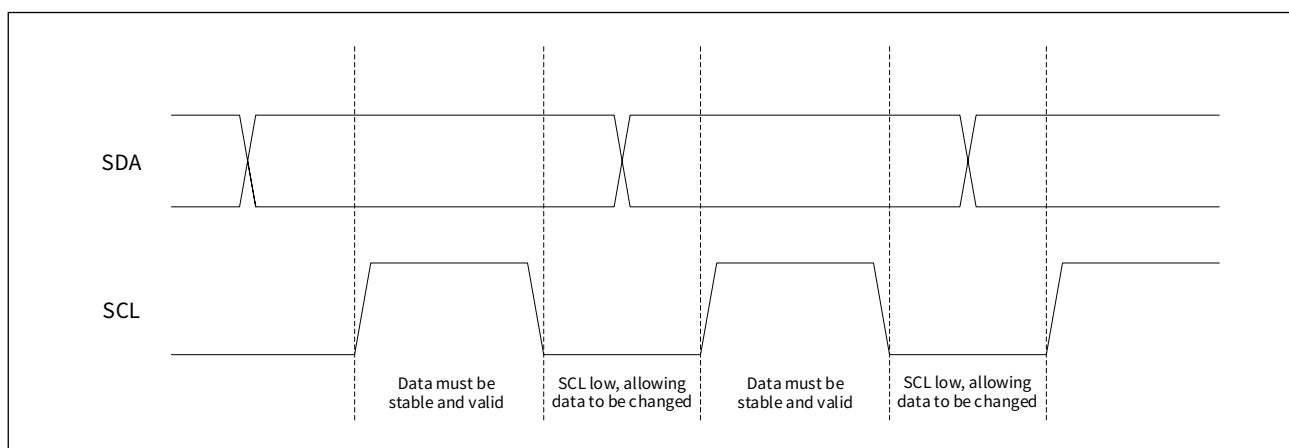 SDA
SCL
Data must be
stable and valid
SCL low, allowing
data to be changed
Data must be
stable and valid
SCL low, allowing
data to be changed